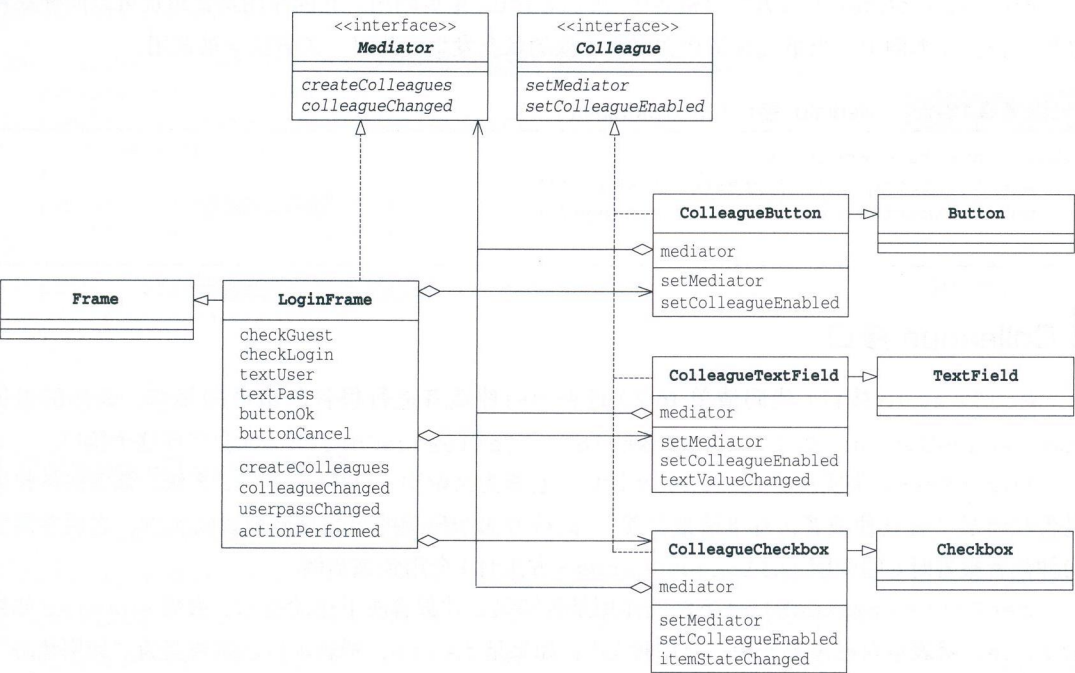 <<interface>>
Mediator
createColleagues
colleagueChanged
<<interface>>
Colleague
setMediator
setColleagueEnabled
ColleagueButton
mediator
setMediator
setColleagueEnabled
Button
Frame
LoginFrame
checkGuest
checkLogin
textUser
textPass
buttonOk
buttonCancel
createColleagues
colleagueChanged
userpassChanged
actionPerformed
ColleagueTextField
mediator
setMediator
setColleagueEnabled
textValueChanged
TextField
ColleagueCheckbox
mediator
setMediator
setColleagueEnabled
itemStateChanged
Checkbox